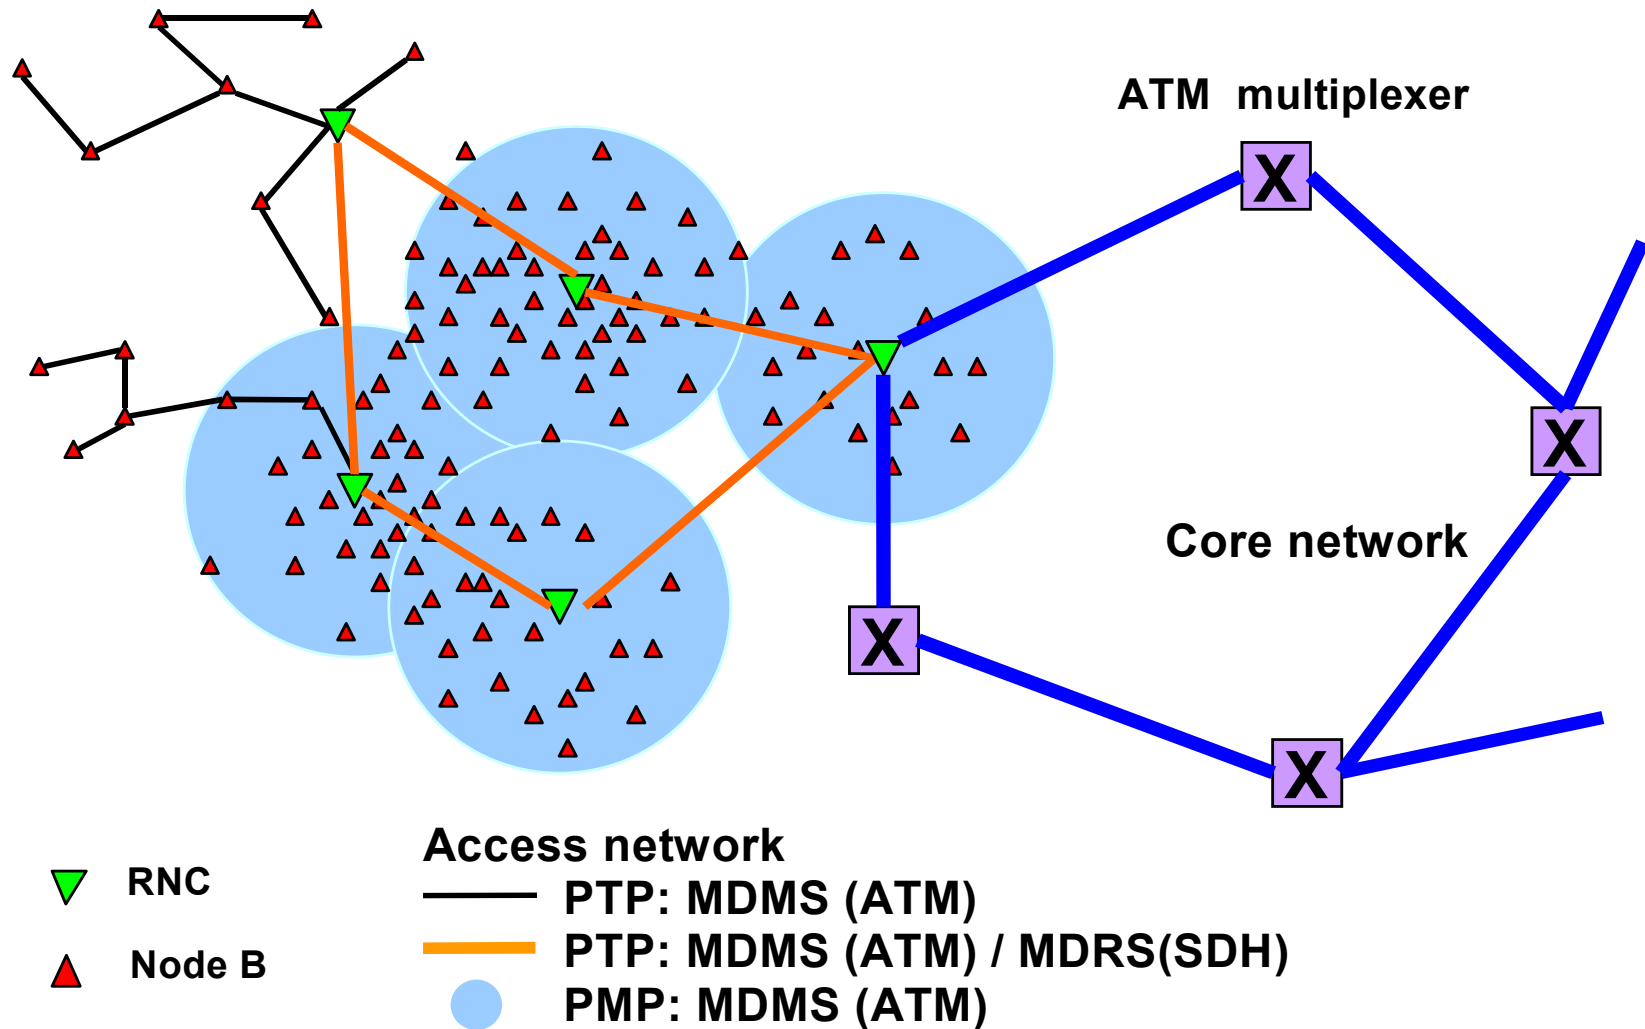 ATM multiplexer
X
X
Core network
X
X
Access network
RNC
PTP: MDMS (ATM)
PTP: MDMS (ATM) / MDRS(SDH)
Node B
PMP: MDMS (ATM)